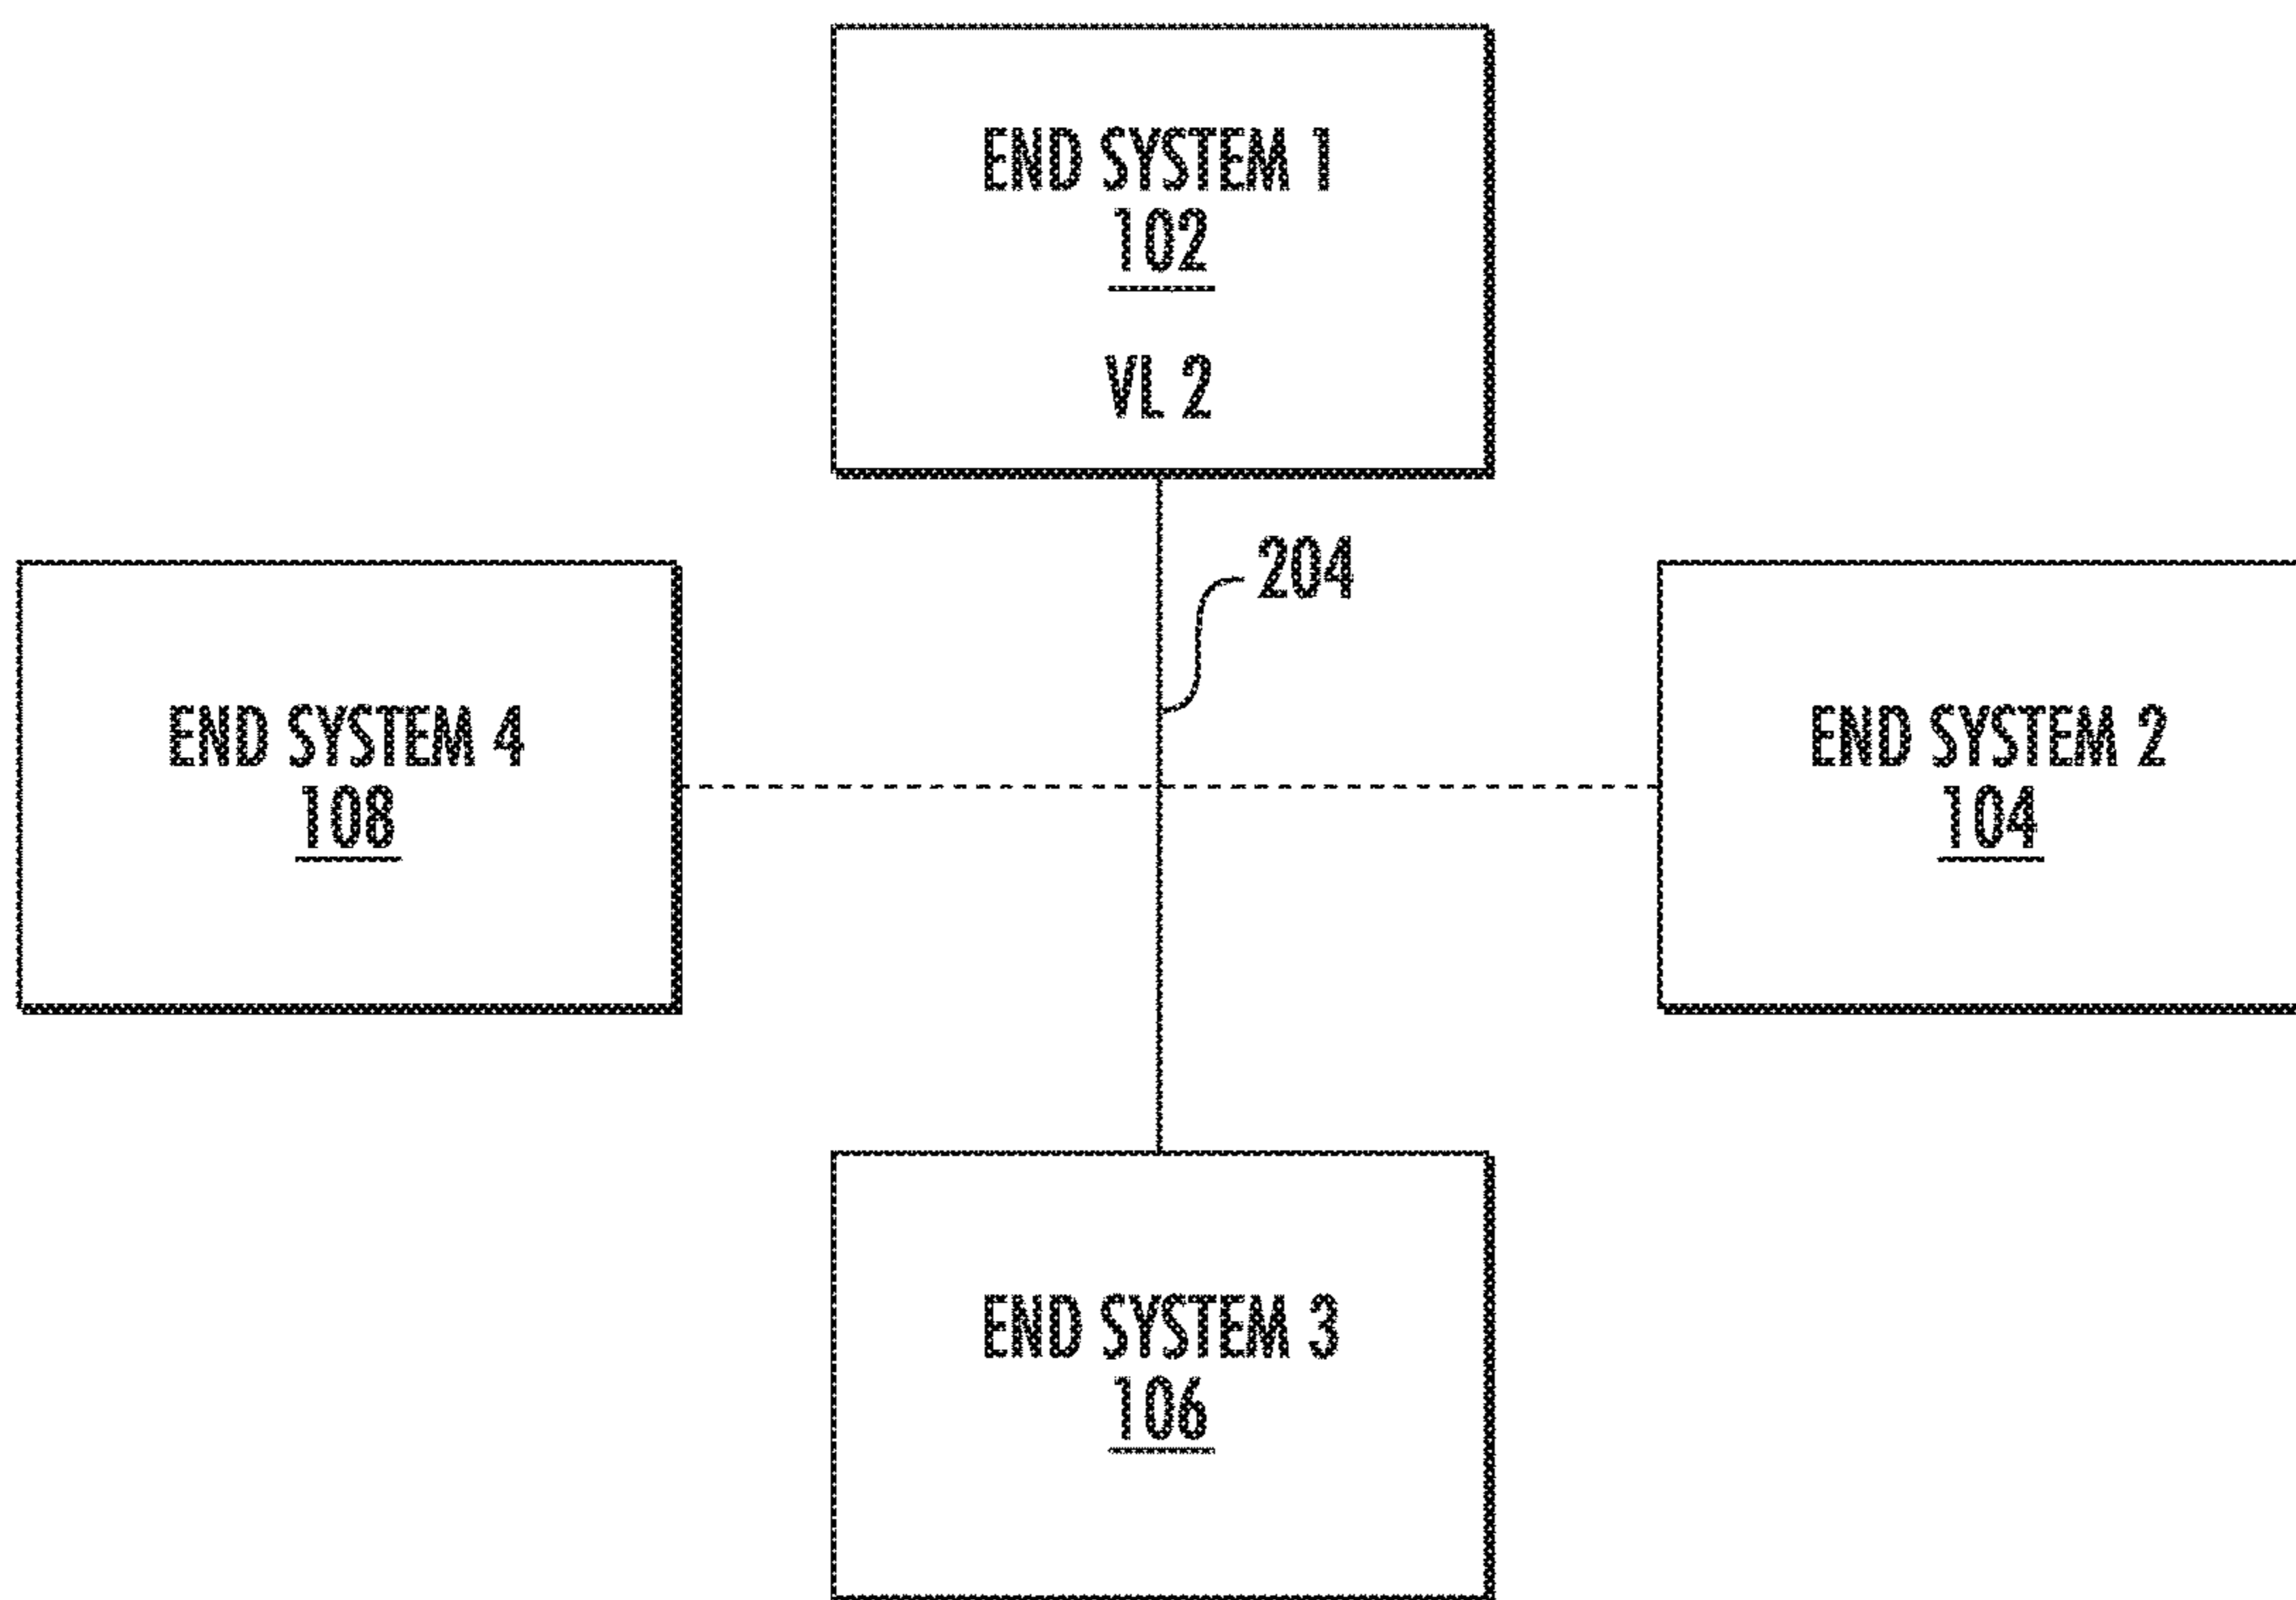 END SYSTEM 1
102
VL 2
204
END SYSTEM 4
108
END SYSTEM 2
104
END SYSTEM 3
106